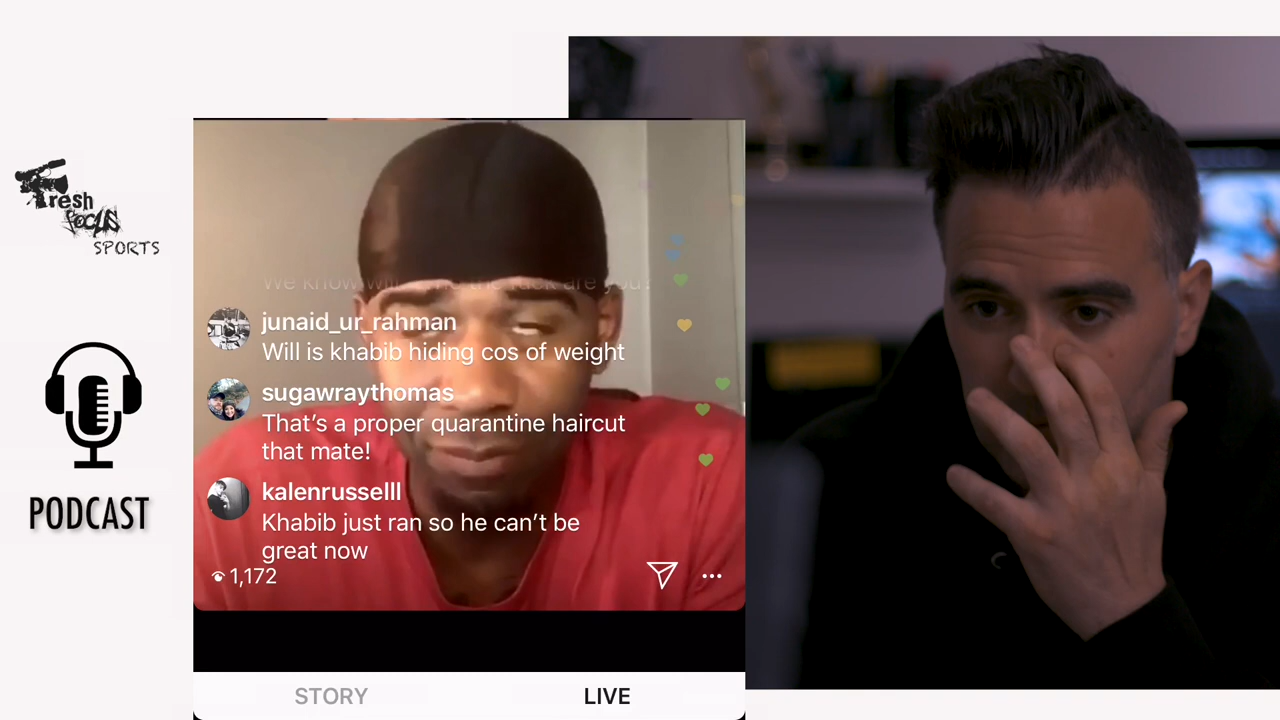 Fresh
focus
SPORTS
PODCAST
junaid_ur_rahman
Will is khabib hiding cos of weight
sugawraythomas
That’s a proper quarantine haircut
that mate!
kalenrusselll
Khabib just ran so he can’t be
great now
1,172
STORY
LIVE